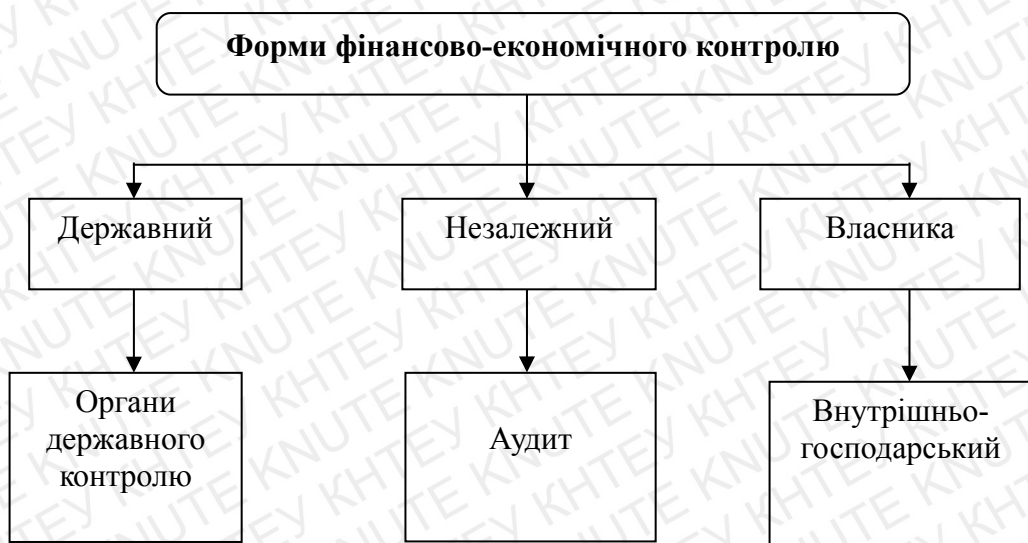 Форми фінансово-економічного контролю
Державний
Незалежний
Власника
Органи
державного
контролю
Аудит
Внутрішньо-
господарський